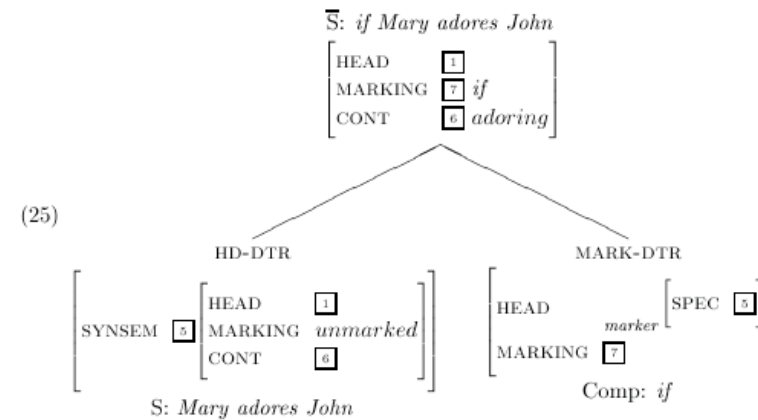 S̅: if Mary adores John
HEAD 1
MARKING 7 if
CONT 6 adoring
(25)
HD-DTR MARK-DTR
SYNSEM 5
HEAD 1
MARKING unmarked
CONT 6
HEAD marker SPEC 5
MARKING 7
S: Mary adores John
Comp: if